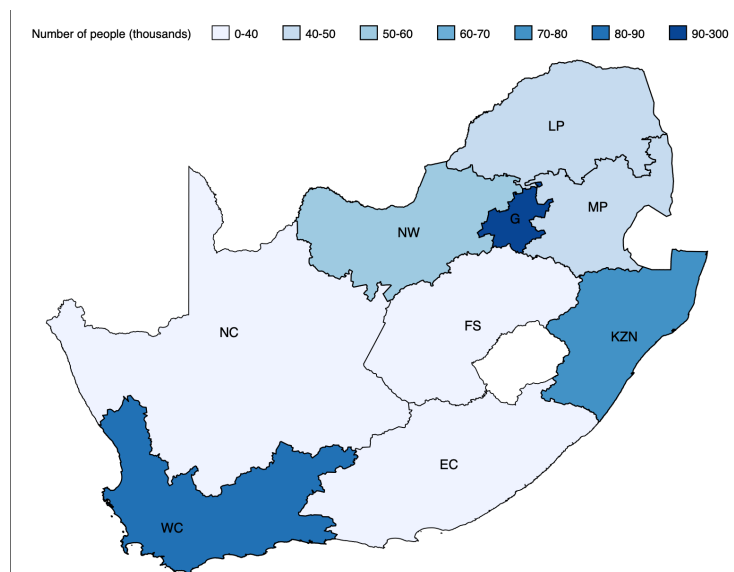 Number of people (thousands) 0-40 40-50 50-60 60-70 70-80 80-90 90-300
LP
MP
G
NW
NC
FS
KZN
EC
WC